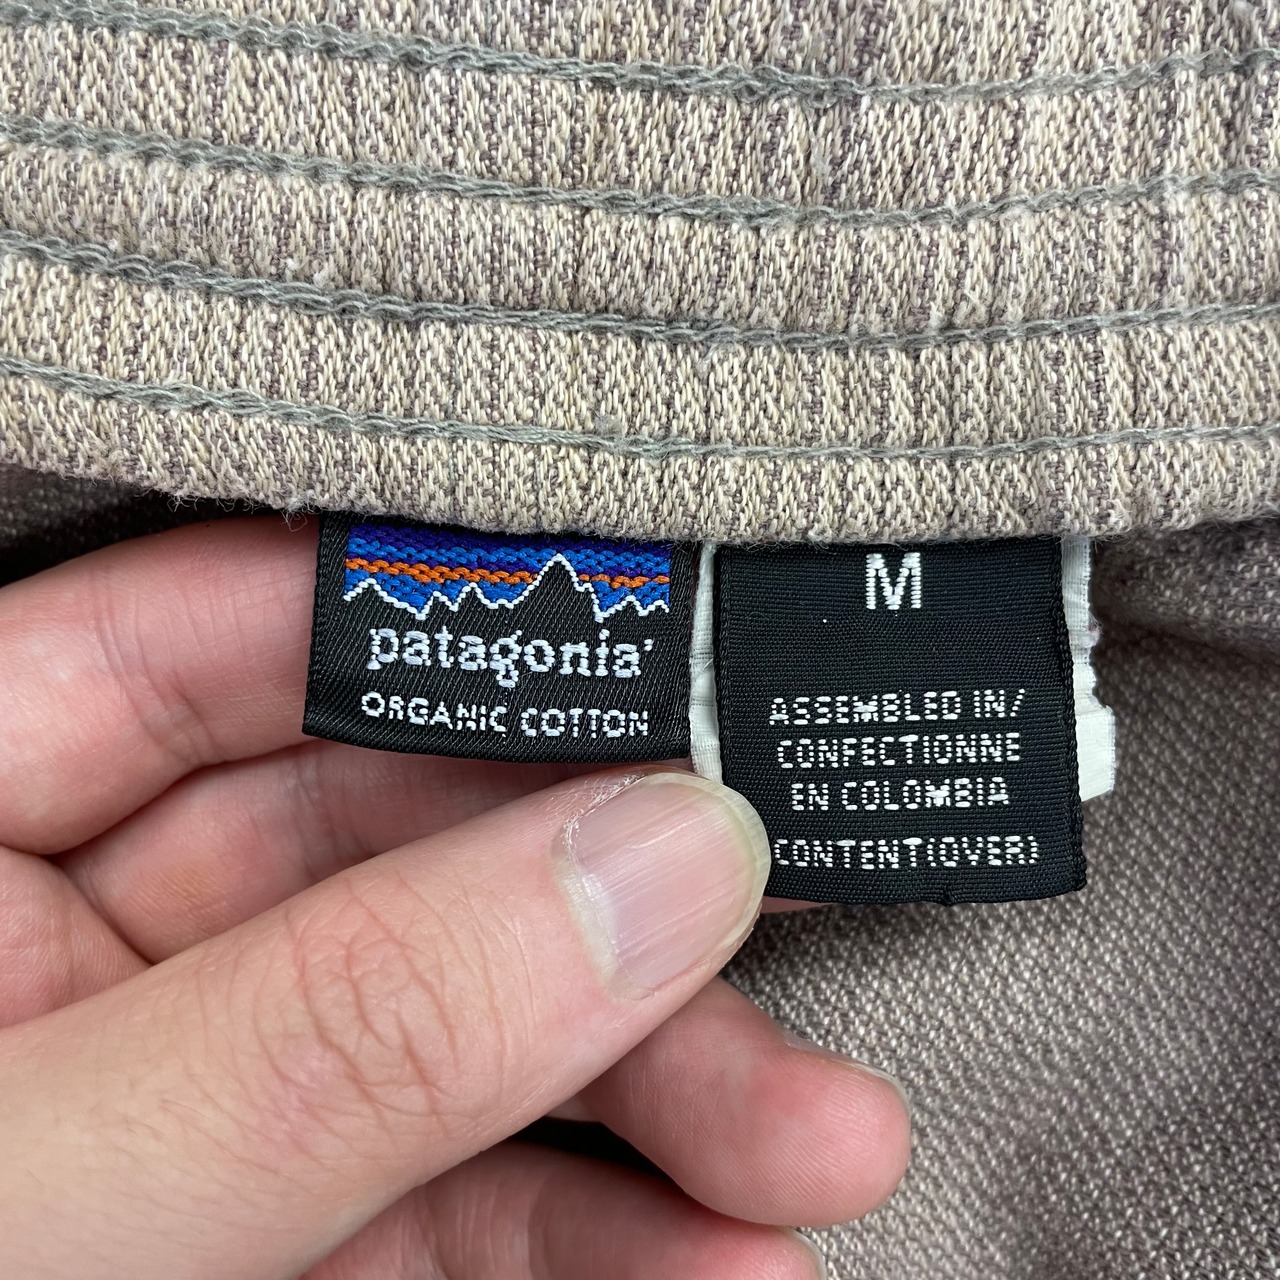 patagonia®
ORGANIC COTTON
M
ASSEMBLED IN/
CONFECTIONNE
EN COLOMBIA
CONTENT(OVER)